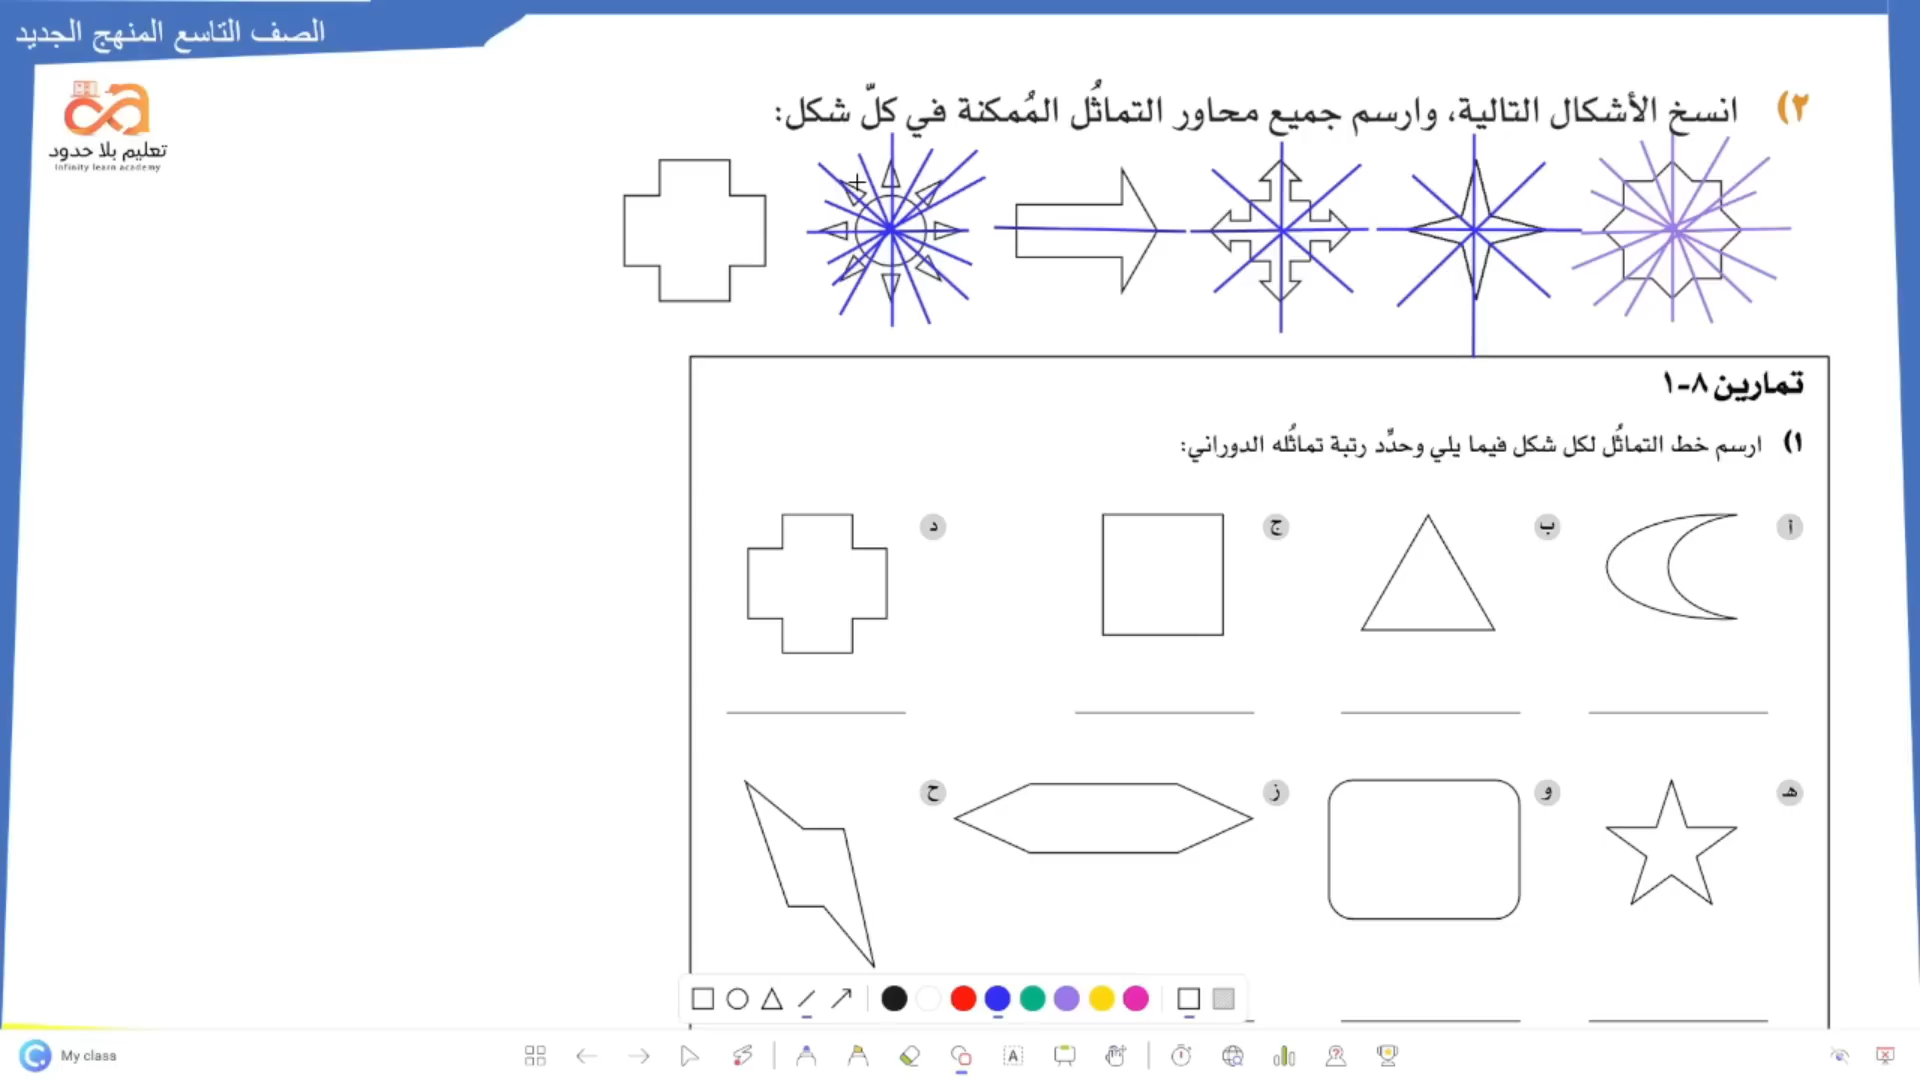 الصف التاسع المنهج الجديد
تعليم بلا حدود
Infinity learn academy
٢) انسخ الأشكال التالية، وارسم جميع محاور التماثُل المُمكنة في كلّ شكل:
تمارين ٨-١
١) ارسم خط التماثُل لكل شكل فيما يلي وحدِّد رتبة تماثُله الدوراني:
أ
ب
ج
د
هـ
و
ز
ح
A
My class